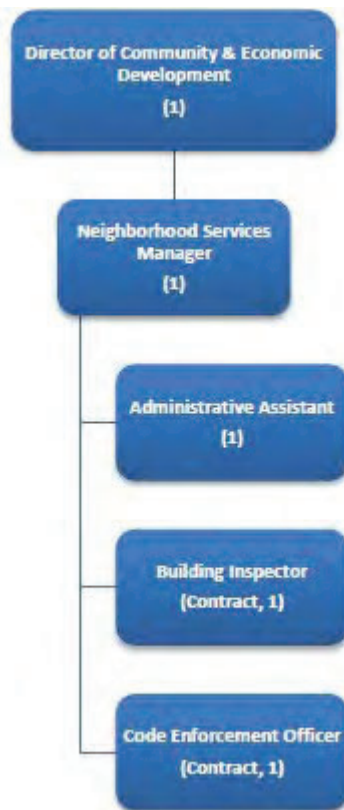 Director of Community & Economic
Development
(1)
Neighborhood Services
Manager
(1)
Administrative Assistant
(1)
Building Inspector
(Contract, 1)
Code Enforcement Officer
(Contract, 1)